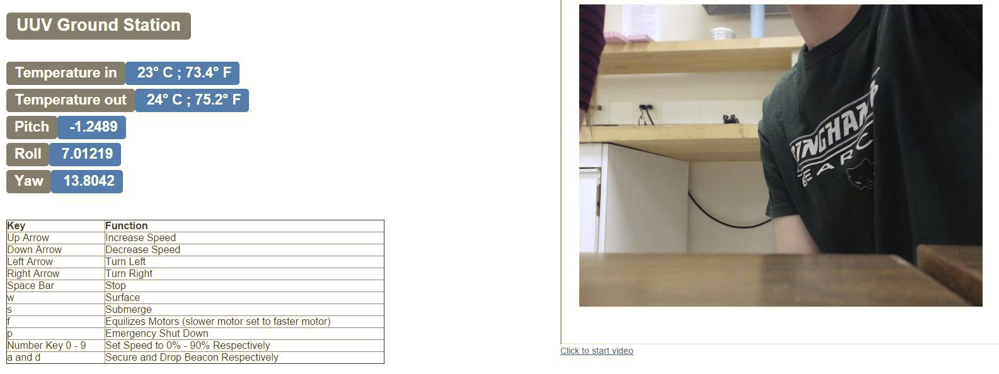 UUV Ground Station
Temperature in 23° C ; 73.4° F
Temperature out 24° C ; 75.2° F
Pitch -1.2489
Roll 7.01219
Yaw 13.8042
Key Function
Up Arrow Increase Speed
Down Arrow Decrease Speed
Left Arrow Turn Left
Right Arrow Turn Right
Space Bar Stop
w Surface
s Submerge
f Equilizes Motors (slower motor set to faster motor)
p Emergency Shut Down
Number Key 0 - 9 Set Speed to 0% - 90% Respectively
a and d Secure and Drop Beacon Respectively
Click to start video